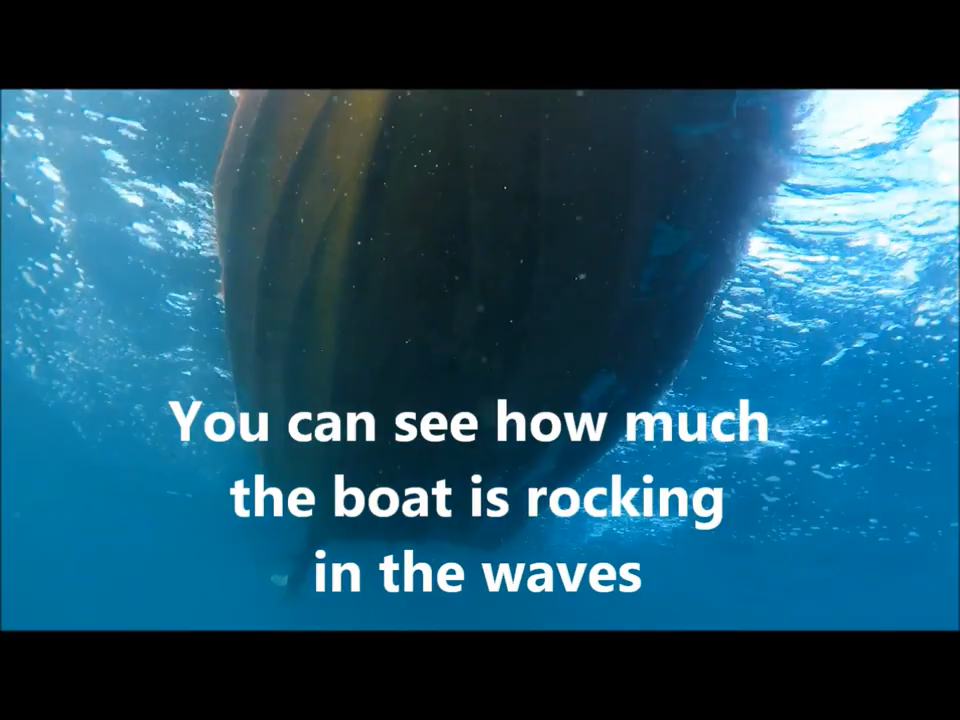 You can see how much
the boat is rocking
in the waves